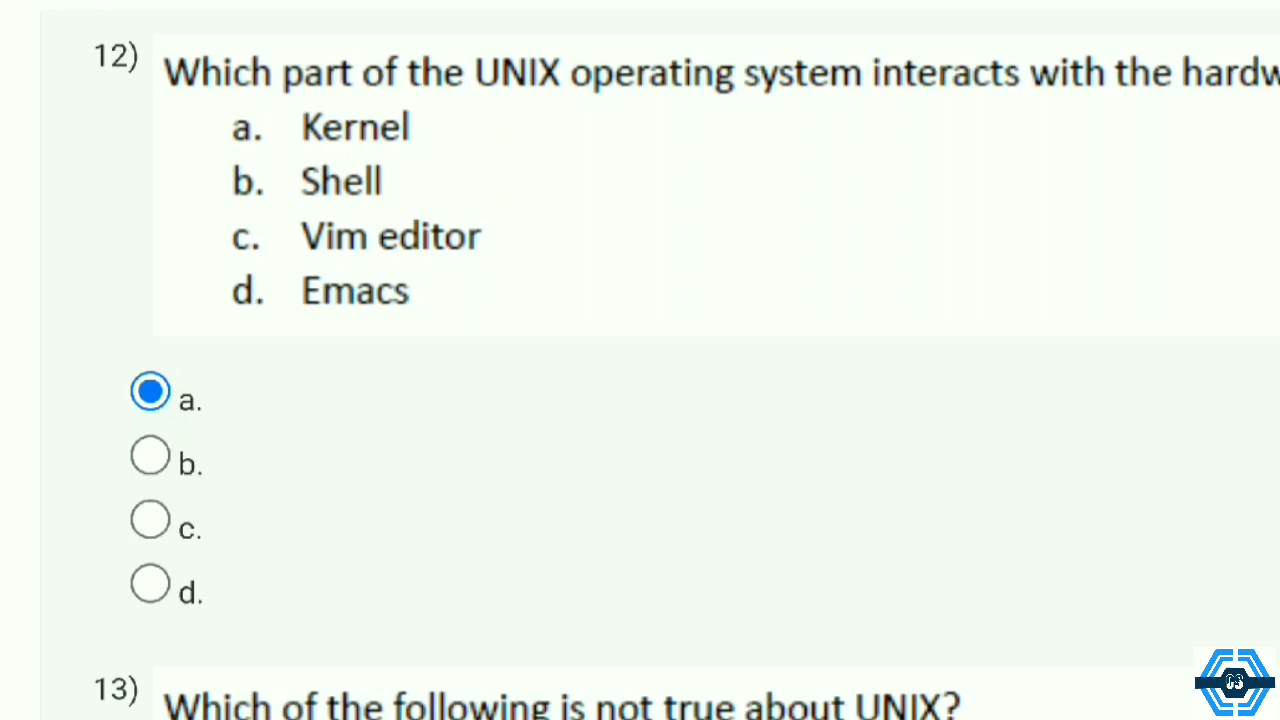 12) Which part of the UNIX operating system interacts with the
a. Kernel
b. Shell
c. Vim editor
d. Emacs
a.
b.
c.
d.
13) Which of the following is not true about UNIX?